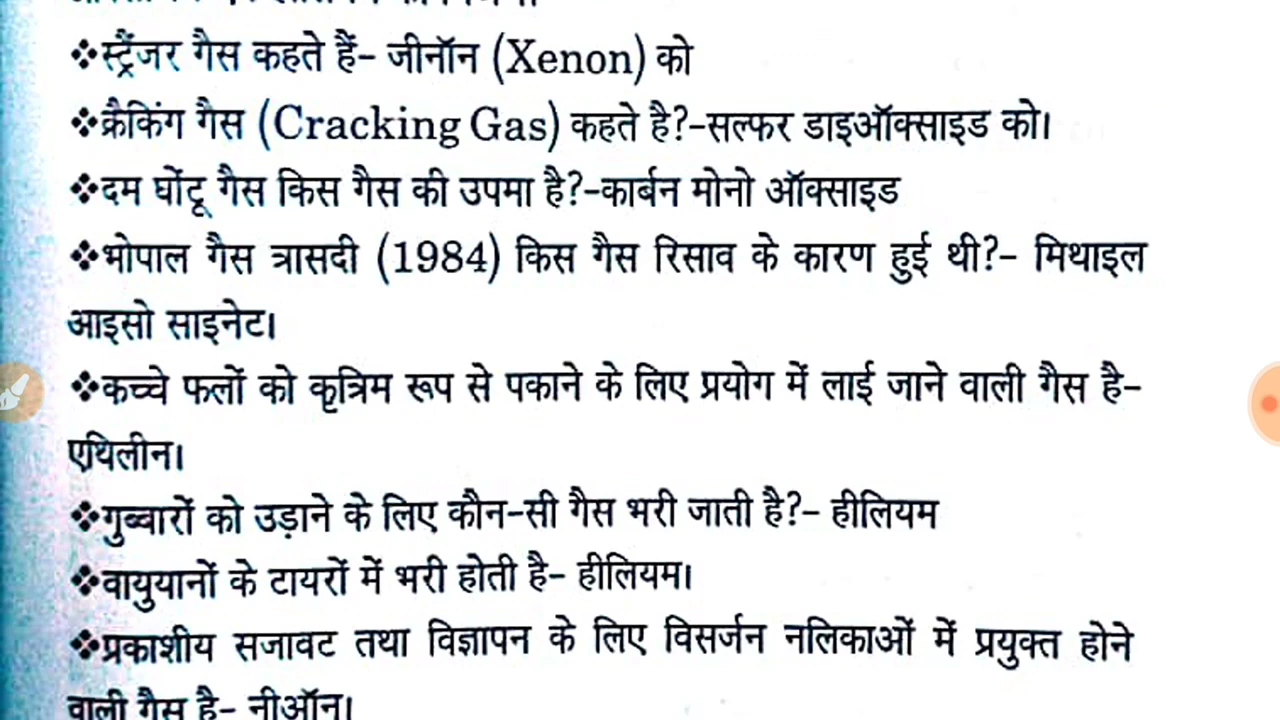 ❖स्ट्रैंजर गैस कहते हैं- जीनॉन (Xenon) को
❖क्रैकिंग गैस (Cracking Gas) कहते है?-सल्फर डाइऑक्साइड को।
❖दम घोंटू गैस किस गैस की उपमा है?-कार्बन मोनो ऑक्साइड
❖भोपाल गैस त्रासदी (1984) किस गैस रिसाव के कारण हुई थी?- मिथाइल
आइसो साइनेट।
❖कच्चे फलों को कृत्रिम रूप से पकाने के लिए प्रयोग में लाई जाने वाली गैस है-
एथिलीन।
❖गुब्बारों को उड़ाने के लिए कौन-सी गैस भरी जाती है?- हीलियम
❖वायुयानों के टायरों में भरी होती है- हीलियम।
❖प्रकाशीय सजावट तथा विज्ञापन के लिए विसर्जन नलिकाओं में प्रयुक्त होने
वाली गैस है- नीऑन।